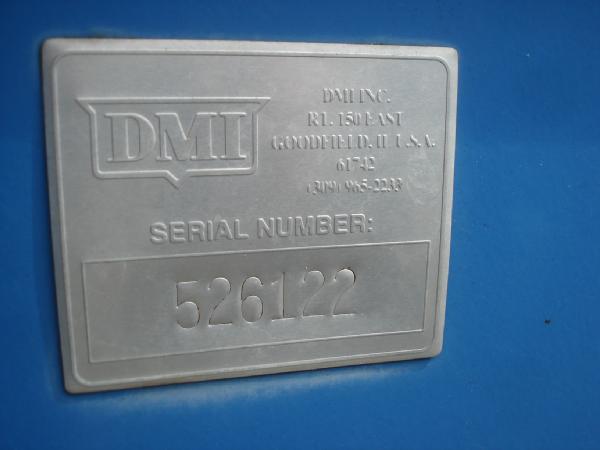 DMI
DMI INC.
RT. 150 EAST
GOODFIELD, IL U.S.A.
61742
(309) 965-2233
SERIAL NUMBER:
526122